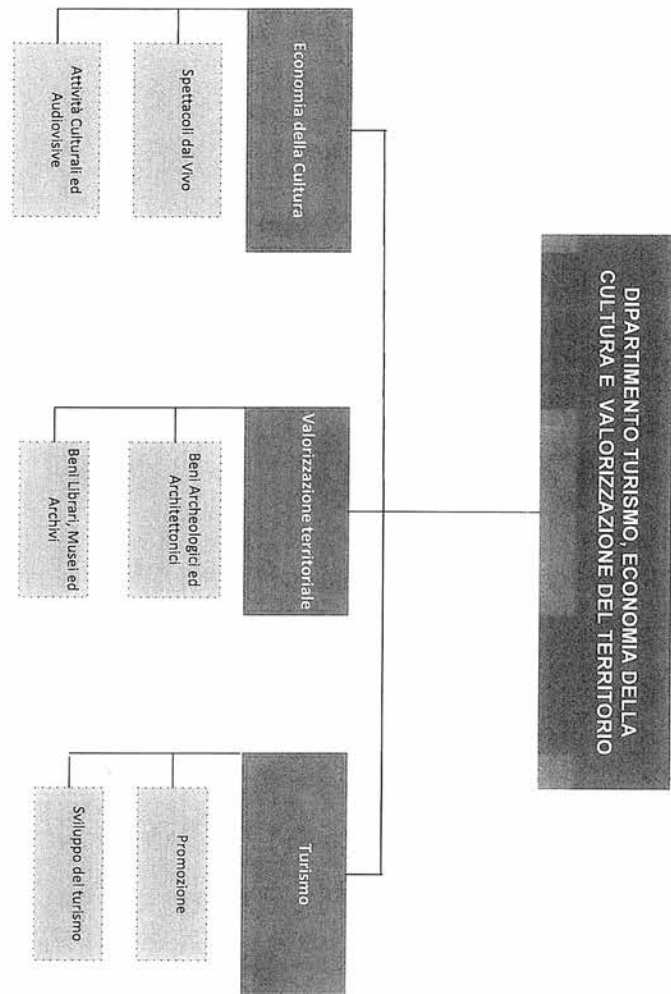 DIPARTIMENTO TURISMO, ECONOMIA DELLA
CULTURA E VALORIZZAZIONE DEL TERRITORIO
Economia della Cultura
Spettacoli dal Vivo
Attività Culturali ed
Audiovisive
Valorizzazione territoriale
Beni Archeologici ed
Architettonici
Beni Librari, Musei ed
Archivi
Turismo
Promozione
Sviluppo del turismo